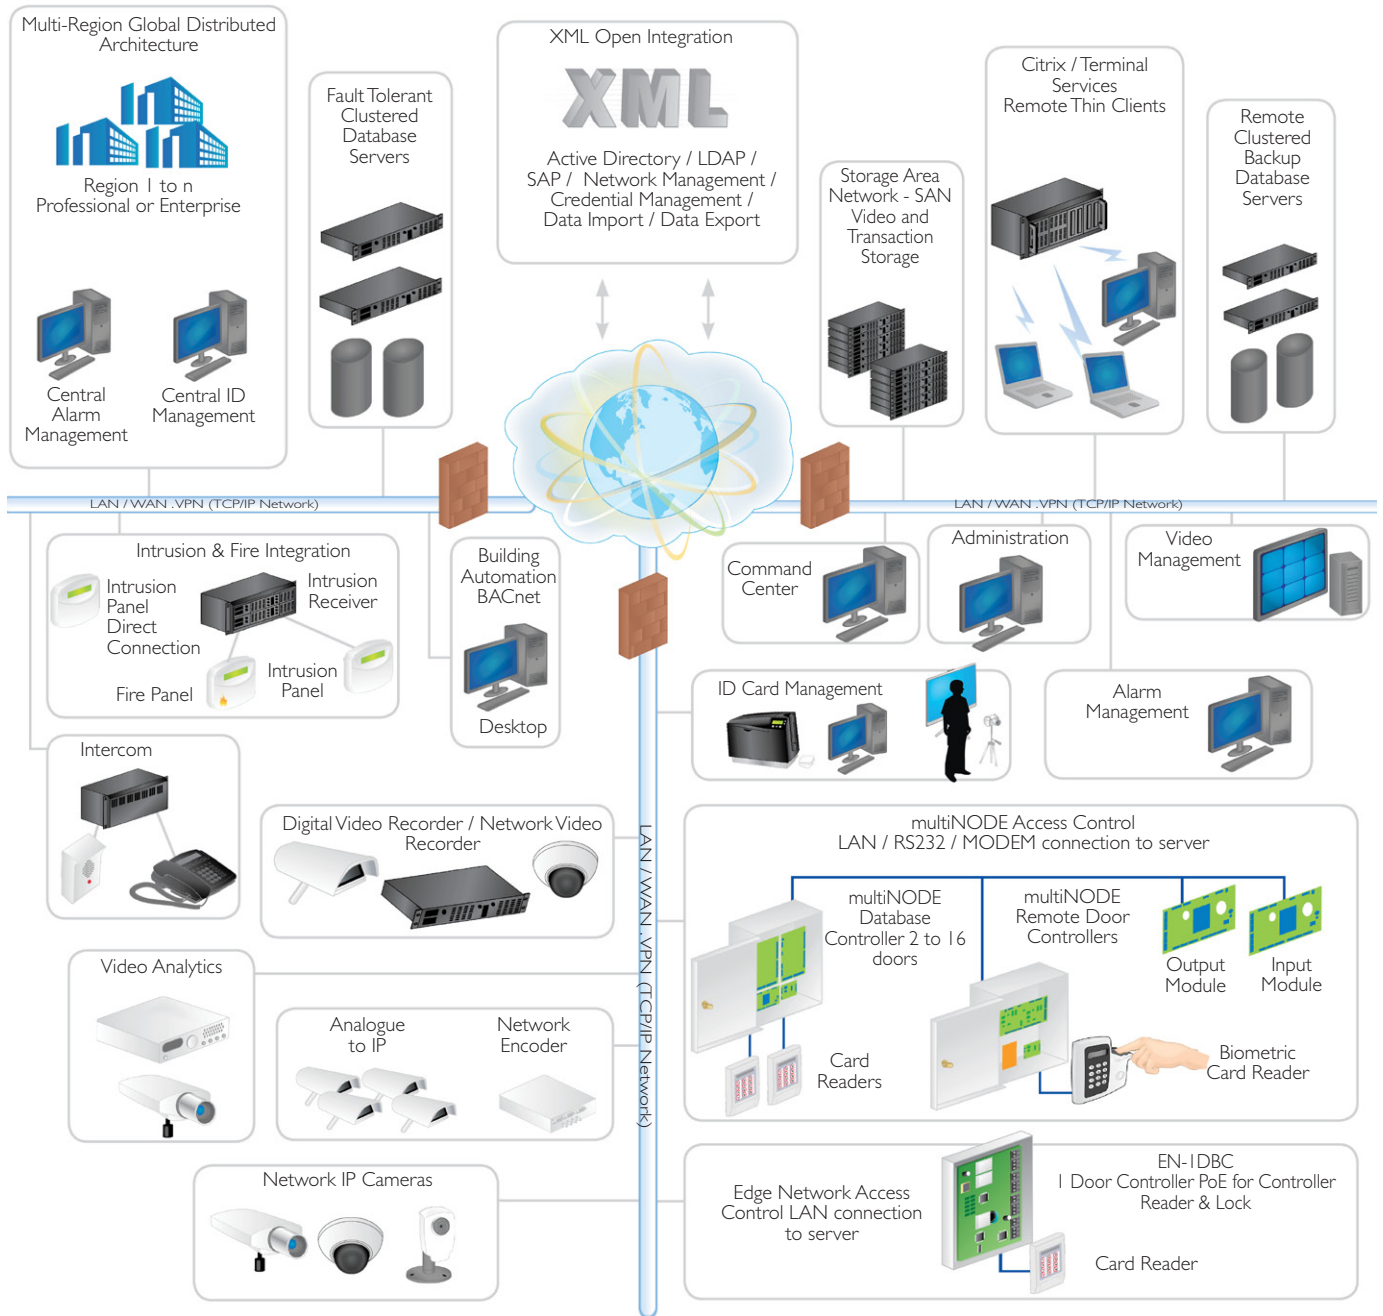 Multi-Region Global Distributed
Architecture
Region 1 to n
Professional or Enterprise
Central
Alarm
Management
Central ID
Management
Fault Tolerant
Clustered
Database
Servers
XML Open Integration
XML
Active Directory / LDAP /
SAP / Network Management /
Credential Management /
Data Import / Data Export
Storage Area
Network - SAN
Video and
Transaction
Storage
Citrix / Terminal
Services
Remote Thin Clients
Remote
Clustered
Backup
Database
Servers
LAN / WAN .VPN (TCP/IP Network)
LAN / WAN .VPN (TCP/IP Network)
Intrusion & Fire Integration
Intrusion
Panel
Direct
Connection
Intrusion
Receiver
Fire Panel
Intrusion
Panel
Building
Automation
BACnet
Desktop
Command
Center
Administration
Video
Management
ID Card Management
Alarm
Management
Intercom
Digital Video Recorder / Network Video
Recorder
LAN / WAN .VPN (TCP/IP Network)
multiNODE Access Control
LAN / RS232 / MODEM connection to server
multiNODE
Database
Controller 2 to 16
doors
multiNODE
Remote Door
Controllers
Output
Module
Input
Module
Card
Readers
Biometric
Card Reader
Video Analytics
Analogue
to IP
Network
Encoder
Network IP Cameras
Edge Network Access
Control LAN connection
to server
EN-1DBC
1 Door Controller PoE for Controller
Reader & Lock
Card Reader